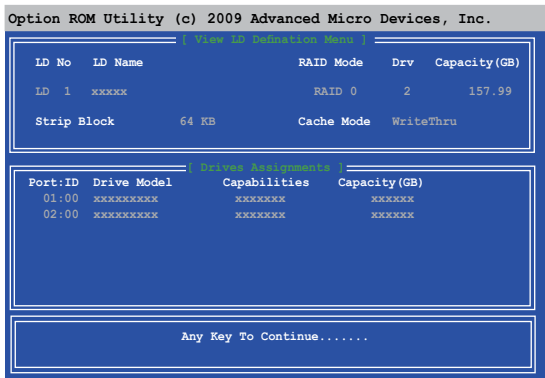 Option ROM Utility (c) 2009 Advanced Micro Devices, Inc.
[ View LD Defination Menu ]
LD No LD Name RAID Mode Drv Capacity(GB)
LD 1 xxxxx RAID 0 2 157.99
Strip Block 64 KB Cache Mode WriteThru
[ Drives Assignments ]
Port:ID Drive Model Capabilities Capacity(GB)
01:00 xxxxxxxxx xxxxxxx xxxxxx
02:00 xxxxxxxxx xxxxxxx xxxxxx
Any Key To Continue.......